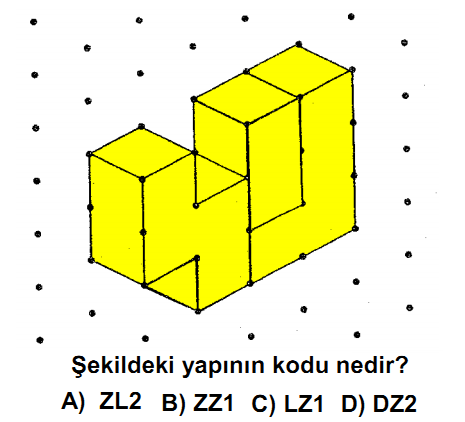 Şekildeki yapının kodu nedir?
A) ZL2 B) ZZ1 C) LZ1 D) DZ2